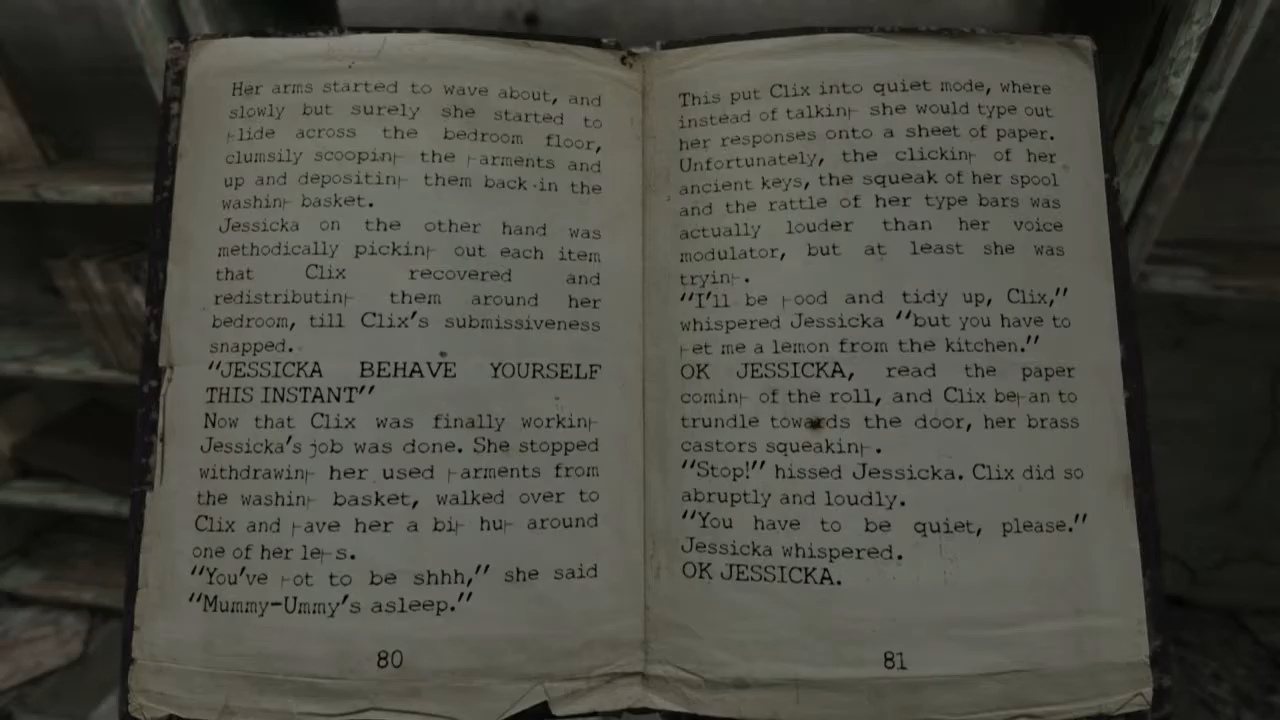 Her arms started to wave about, and
slowly but surely she started to
⊦lide across the bedroom floor,
clumsily scoopin⊦ the ⊦arments and
up and depositin⊦ them back in the
washin⊦ basket.
Jessicka on the other hand was
methodically pickin⊦ out each item
that Clix recovered and
redistributin⊦ them around her
bedroom, till Clix's submissiveness
snapped.
"JESSICKA BEHAVE YOURSELF
THIS INSTANT"
Now that Clix was finally workin⊦
Jessicka's job was done. She stopped
withdrawin⊦ her used ⊦arments from
the washin⊦ basket, walked over to
Clix and ⊦ave her a bi⊦ hu⊦ around
one of her le⊦s.
"You've ⊦ot to be shhh," she said
"Mummy-Ummy's asleep."
80
This put Clix into quiet mode, where
instead of talkin⊦ she would type out
her responses onto a sheet of paper.
Unfortunately, the clickin⊦ of her
ancient keys, the squeak of her spool
and the rattle of her type bars was
actually louder than her voice
modulator, but at least she was
tryin⊦.
"I'll be ⊦ood and tidy up, Clix,"
whispered Jessicka "but you have to
⊦et me a lemon from the kitchen."
OK JESSICKA, read the paper
comin⊦ of the roll, and Clix be⊦an to
trundle towards the door, her brass
castors squeakin⊦.
"Stop!" hissed Jessicka. Clix did so
abruptly and loudly.
"You have to be quiet, please."
Jessicka whispered.
OK JESSICKA.
81